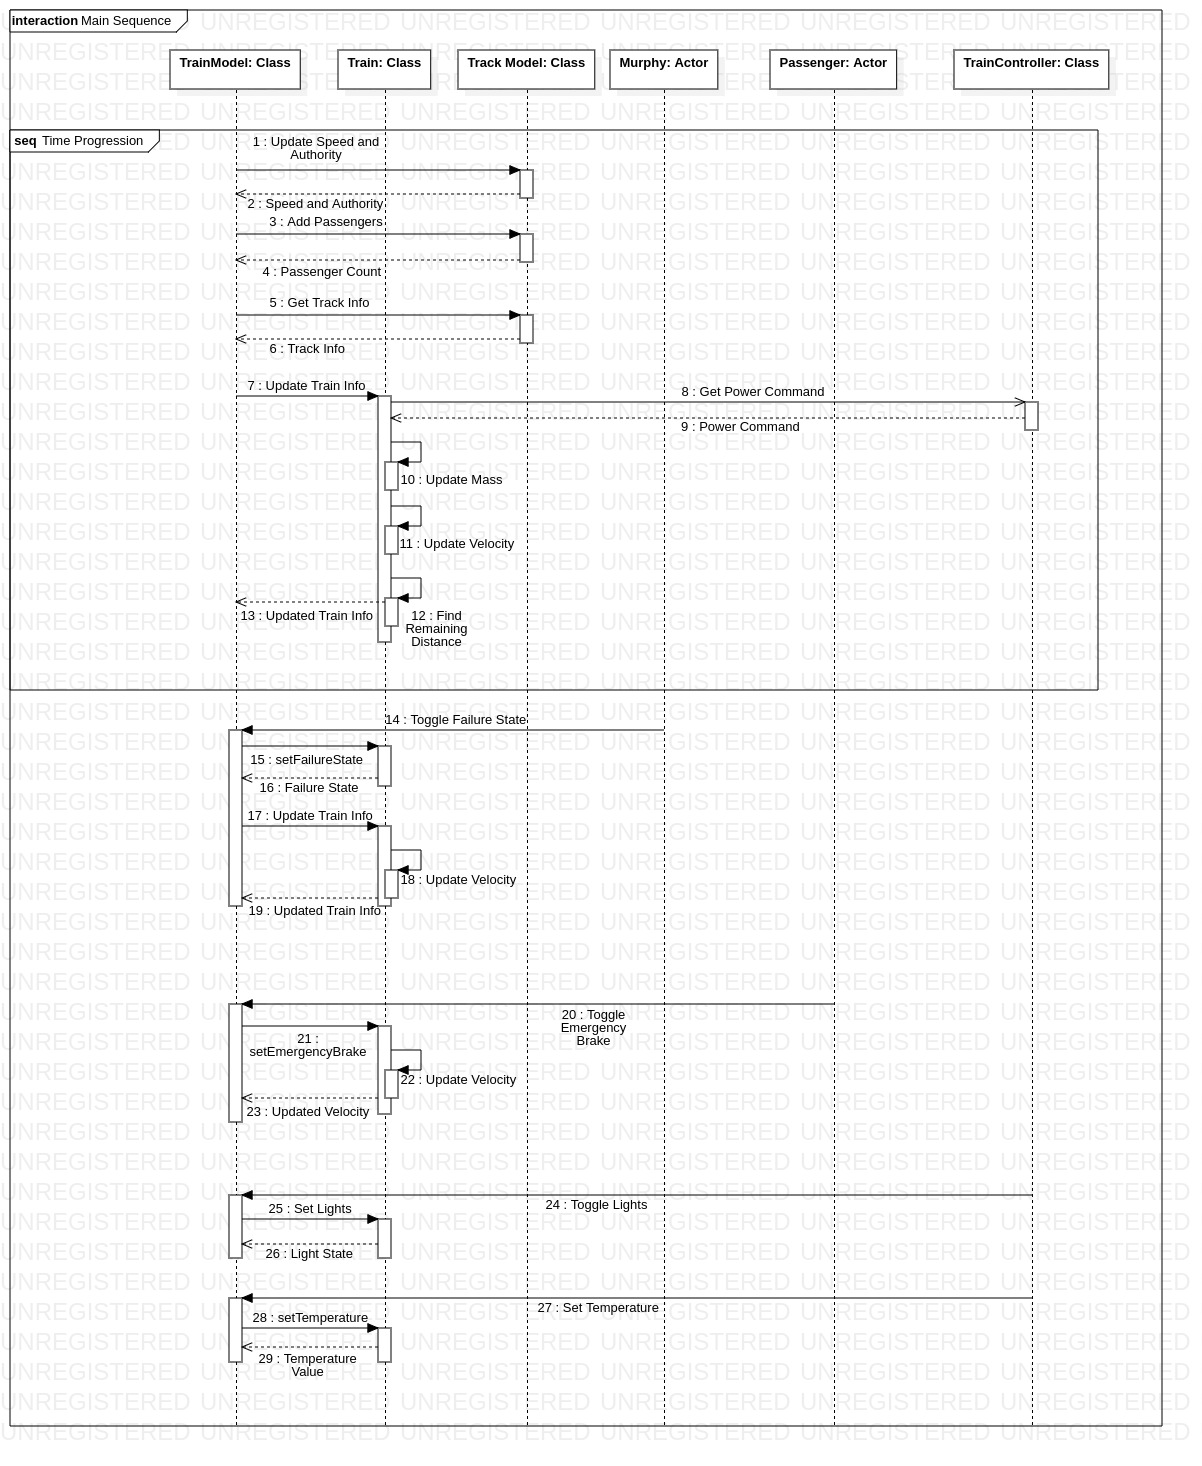 interaction Main Sequence
TrainModel: Class
Train: Class
Track Model: Class
Murphy: Actor
Passenger: Actor
TrainController: Class
seq Time Progression
1 : Update Speed and
Authority
2 : Speed and Authority
3 : Add Passengers
4 : Passenger Count
5 : Get Track Info
6 : Track Info
7 : Update Train Info
8 : Get Power Command
9 : Power Command
10 : Update Mass
11 : Update Velocity
12 : Find
Remaining
Distance
13 : Updated Train Info
14 : Toggle Failure State
15 : setFailureState
16 : Failure State
17 : Update Train Info
18 : Update Velocity
19 : Updated Train Info
20 : Toggle
Emergency
Brake
21 :
setEmergencyBrake
22 : Update Velocity
23 : Updated Velocity
24 : Toggle Lights
25 : Set Lights
26 : Light State
27 : Set Temperature
28 : setTemperature
29 : Temperature
Value
UNREGISTERED